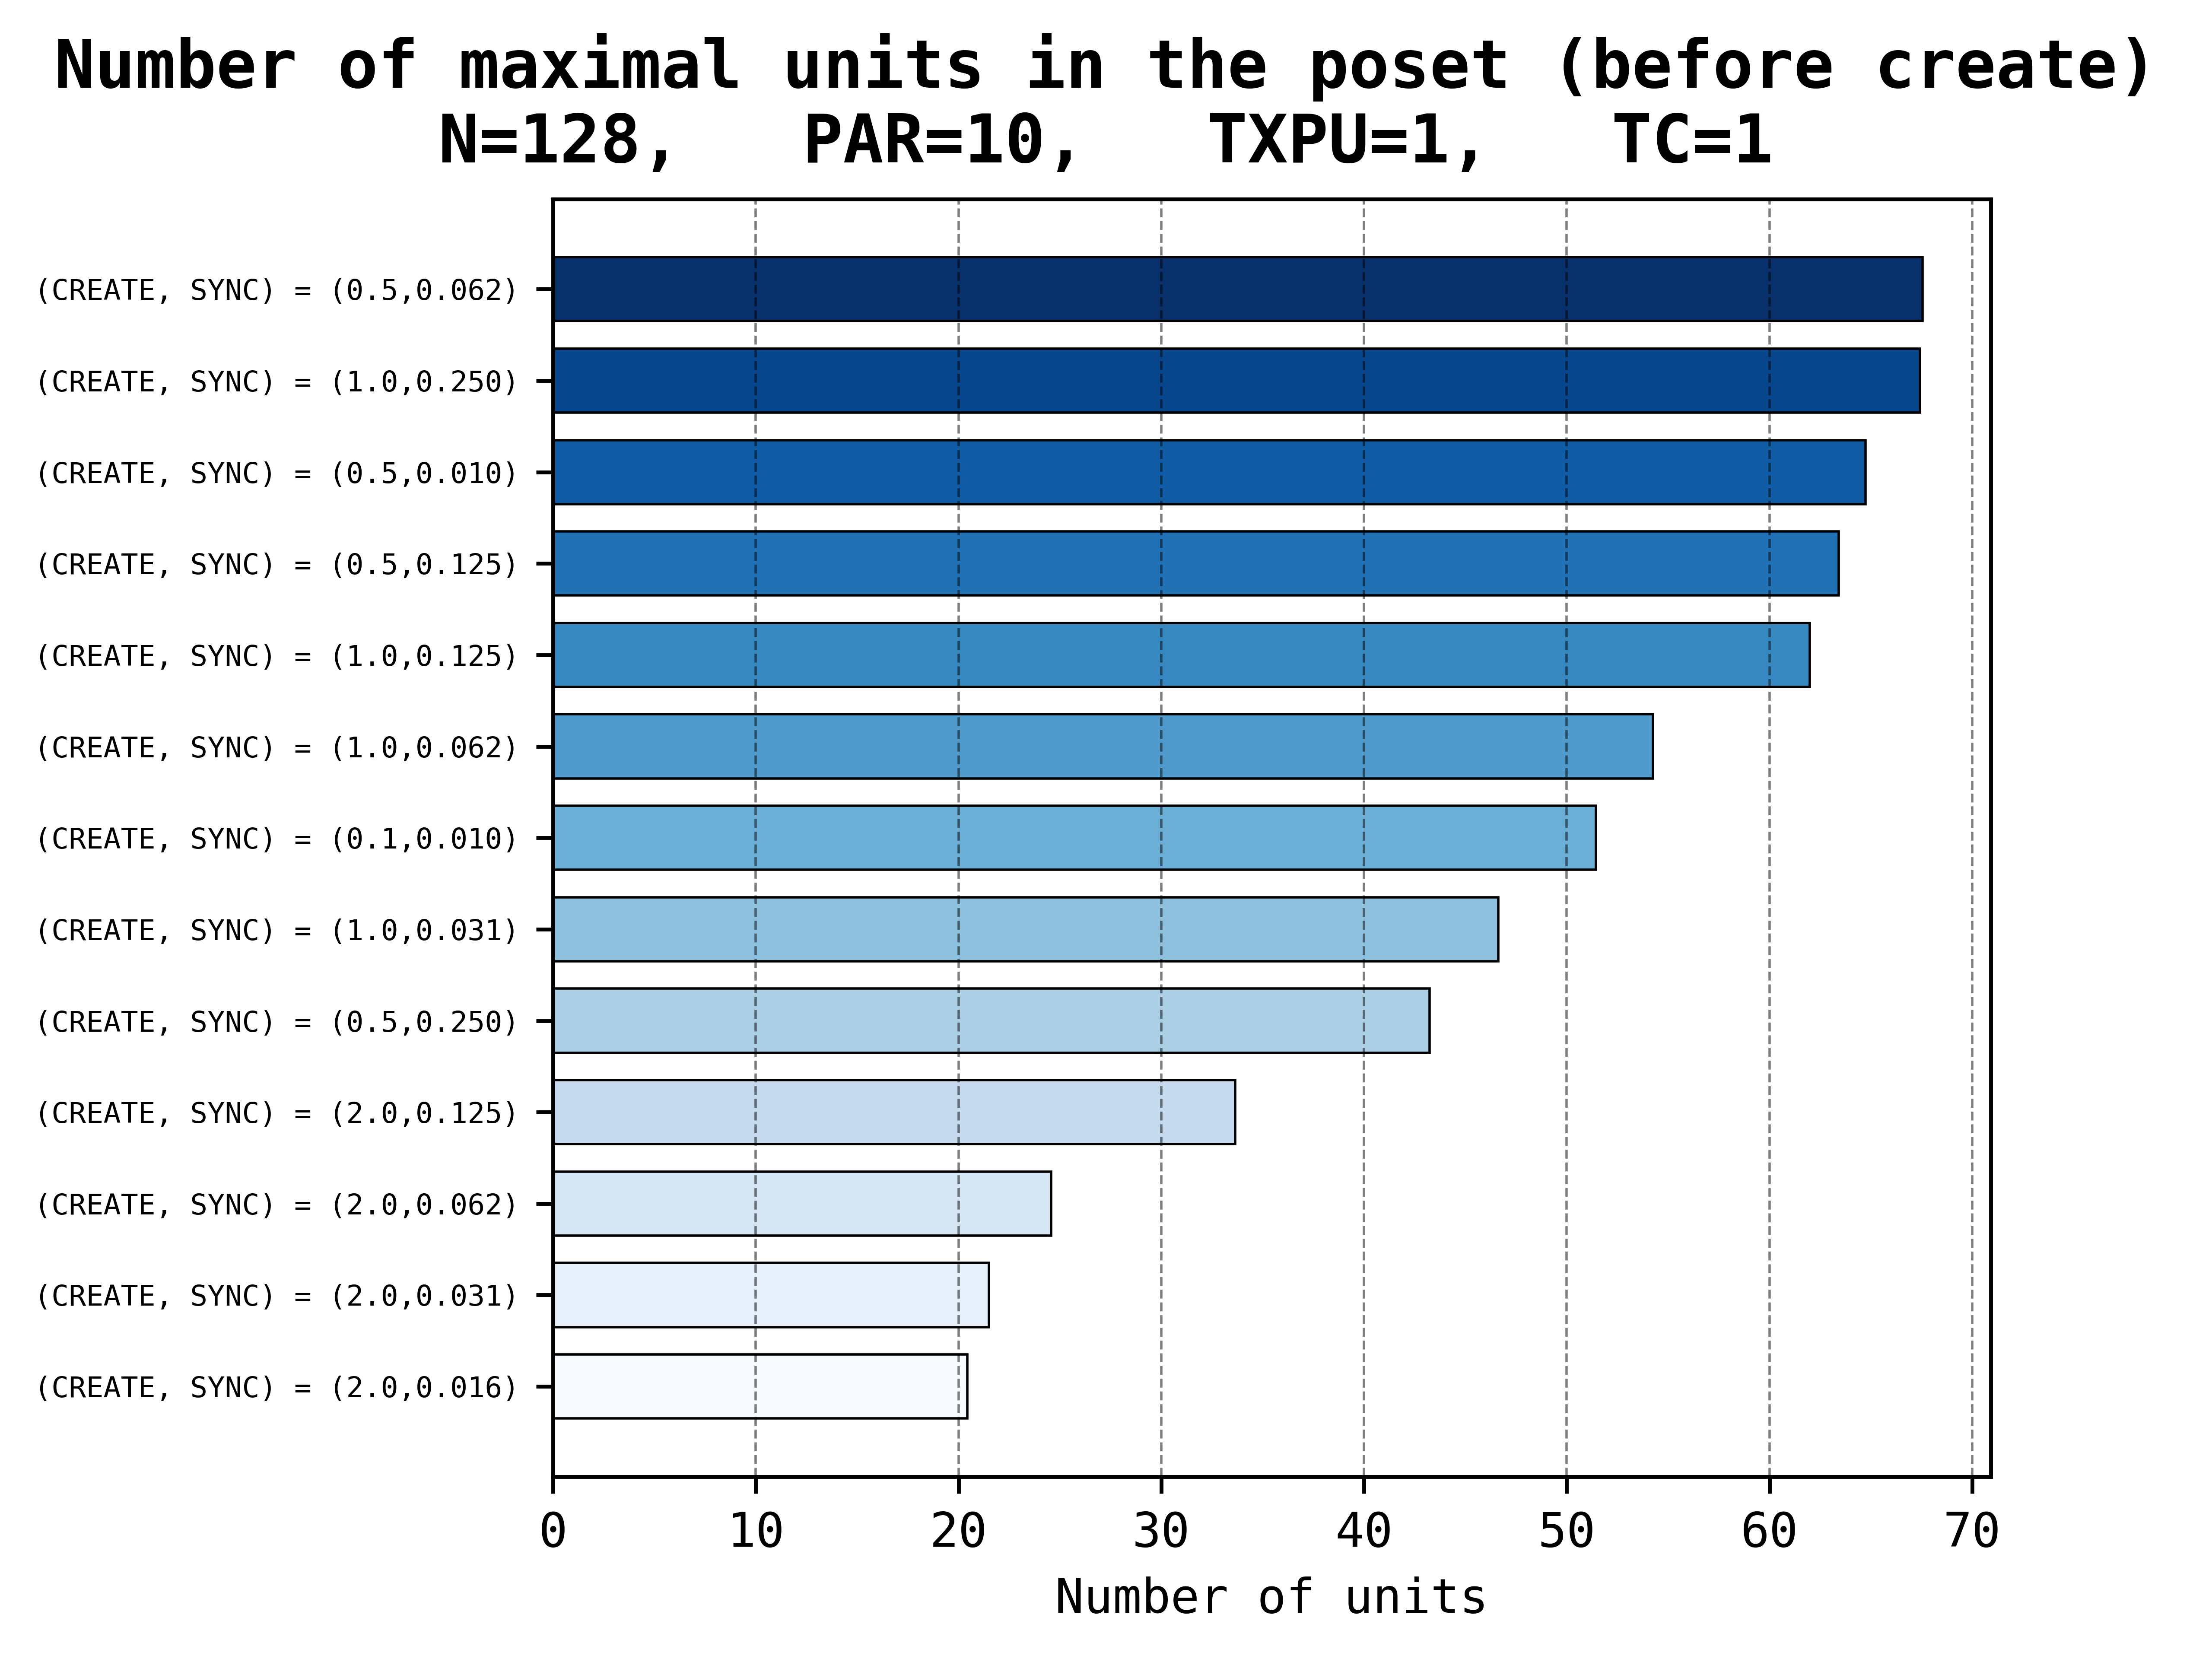 Number of maximal units in the poset (before create)
N=128, PAR=10, TXPU=1, TC=1
(CREATE, SYNC) = (0.5,0.062)
(CREATE, SYNC) = (1.0,0.250)
(CREATE, SYNC) = (0.5,0.010)
(CREATE, SYNC) = (0.5,0.125)
(CREATE, SYNC) = (1.0,0.125)
(CREATE, SYNC) = (1.0,0.062)
(CREATE, SYNC) = (0.1,0.010)
(CREATE, SYNC) = (1.0,0.031)
(CREATE, SYNC) = (0.5,0.250)
(CREATE, SYNC) = (2.0,0.125)
(CREATE, SYNC) = (2.0,0.062)
(CREATE, SYNC) = (2.0,0.031)
(CREATE, SYNC) = (2.0,0.016)
0 10 20 30 40 50 60 70
Number of units